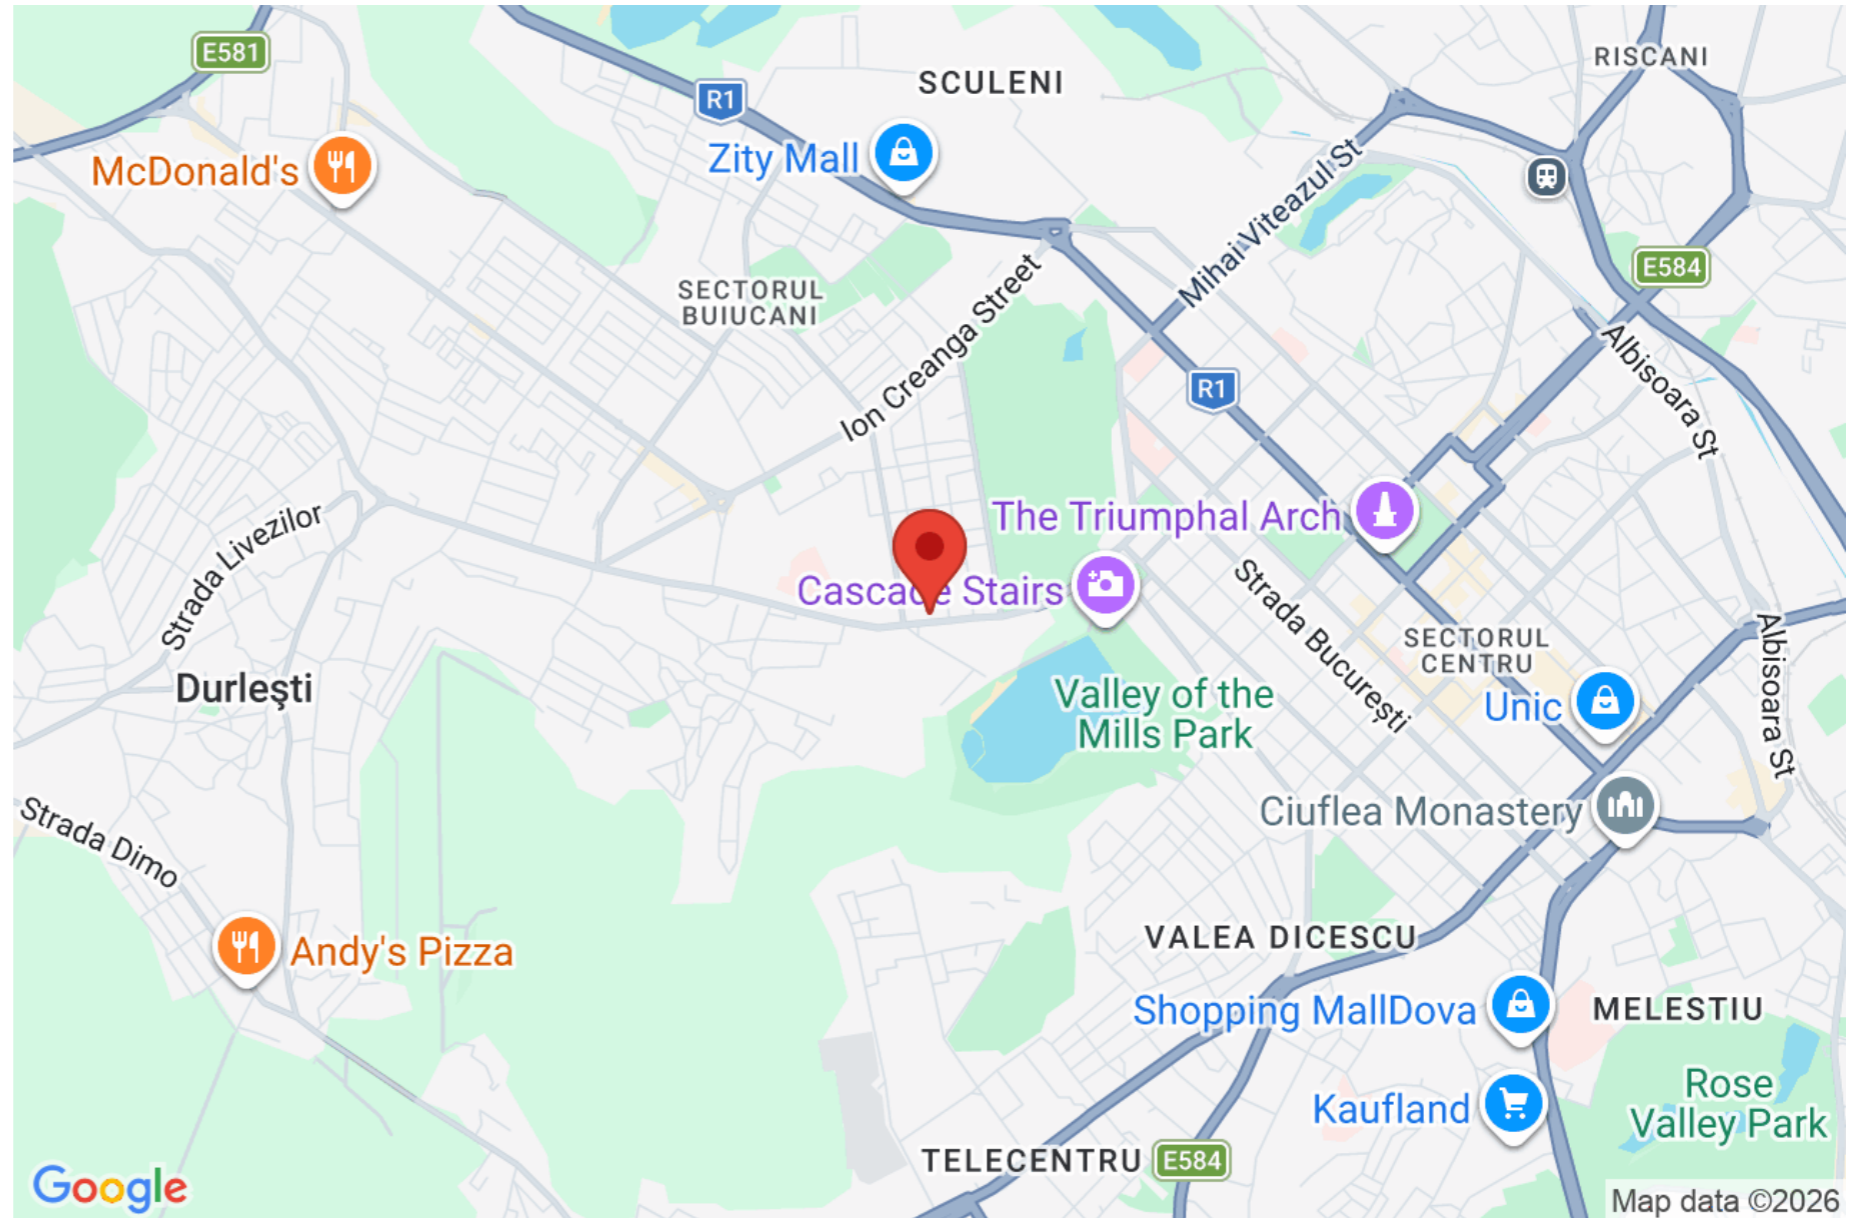 E581
R1
SCULENI
RISCANI
McDonald's
Zity Mall
Mihai Viteazul St
E584
SECTORUL
BUIUCANI
Ion Creanga Street
Albisoara St
R1
Strada Livezilor
The Triumphal Arch
Cascade Stairs
Strada București
SECTORUL
CENTRU
Albisoara St
Durleşti
Valley of the
Mills Park
Unic
Strada Dimo
Ciuflea Monastery
Andy's Pizza
VALEA DICESCU
Shopping MallDova
MELESTIU
Rose
Valley Park
Kaufland
TELECENTRU
E584
Google
Map data ©2026